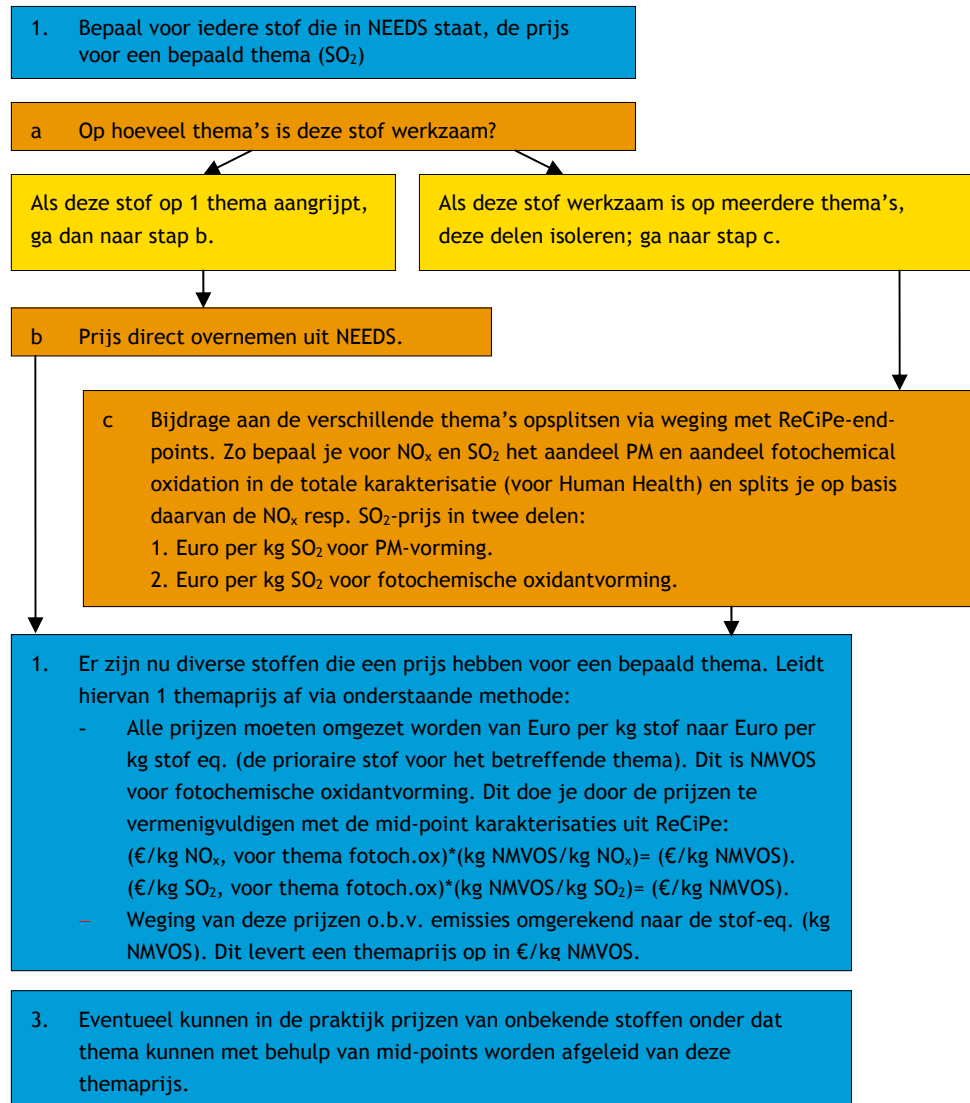 1. Bepaal voor iedere stof die in NEEDS staat, de prijs
voor een bepaald thema (SO₂)
a Op hoeveel thema's is deze stof werkzaam?
Als deze stof op 1 thema aangrijpt,
ga dan naar stap b.
Als deze stof werkzaam is op meerdere thema's,
deze delen isoleren; ga naar stap c.
b Prijs direct overnemen uit NEEDS.
c Bijdrage aan de verschillende thema's opsplitsen via weging met ReCiPe-end-
points. Zo bepaal je voor NOₓ en SO₂ het aandeel PM en aandeel fotochemical
oxidation in de totale karakterisatie (voor Human Health) en splits je op basis
daarvan de NOₓ resp. SO₂-prijs in twee delen:
1. Euro per kg SO₂ voor PM-vorming.
2. Euro per kg SO₂ voor fotochemische oxidantvorming.
1. Er zijn nu diverse stoffen die een prijs hebben voor een bepaald thema. Leidt
hiervan 1 themaprijs af via onderstaande methode:
- Alle prijzen moeten omgezet worden van Euro per kg stof naar Euro per
kg stof eq. (de prioraire stof voor het betreffende thema). Dit is NMVOS
voor fotochemische oxidantvorming. Dit doe je door de prijzen te
vermenigvuldigen met de mid-point karakterisaties uit ReCiPe:
(€/kg NOₓ, voor thema fotoch.ox)*(kg NMVOS/kg NOₓ)= (€/kg NMVOS).
(€/kg SO₂, voor thema fotoch.ox)*(kg NMVOS/kg SO₂)= (€/kg NMVOS).
– Weging van deze prijzen o.b.v. emissies omgerekend naar de stof-eq. (kg
NMVOS). Dit levert een themaprijs op in €/kg NMVOS.
3. Eventueel kunnen in de praktijk prijzen van onbekende stoffen onder dat
thema kunnen met behulp van mid-points worden afgeleid van deze
themaprijs.